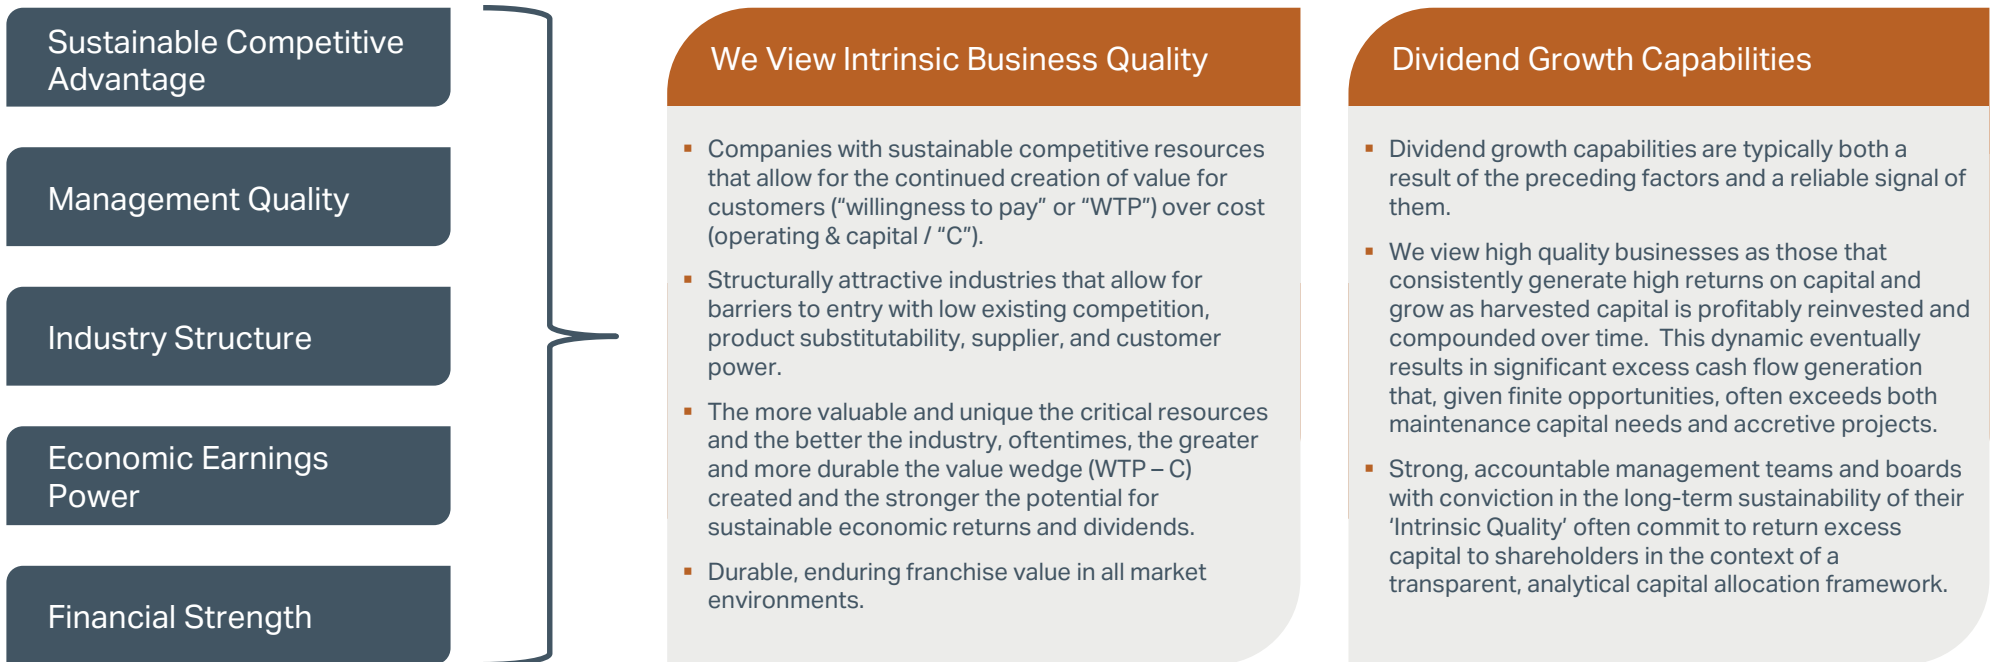 Sustainable Competitive
Advantage
Management Quality
Industry Structure
Economic Earnings
Power
Financial Strength
We View Intrinsic Business Quality
▪ Companies with sustainable competitive resources
that allow for the continued creation of value for
customers (“willingness to pay” or “WTP”) over cost
(operating & capital / “C”).
▪ Structurally attractive industries that allow for
barriers to entry with low existing competition,
product substitutability, supplier, and customer
power.
▪ The more valuable and unique the critical resources
and the better the industry, oftentimes, the greater
and more durable the value wedge (WTP – C)
created and the stronger the potential for
sustainable economic returns and dividends.
▪ Durable, enduring franchise value in all market
environments.
Dividend Growth Capabilities
▪ Dividend growth capabilities are typically both a
result of the preceding factors and a reliable signal of
them.
▪ We view high quality businesses as those that
consistently generate high returns on capital and
grow as harvested capital is profitably reinvested and
compounded over time.  This dynamic eventually
results in significant excess cash flow generation
that, given finite opportunities, often exceeds both
maintenance capital needs and accretive projects.
▪ Strong, accountable management teams and boards
with conviction in the long-term sustainability of their
‘Intrinsic Quality’ often commit to return excess
capital to shareholders in the context of a
transparent, analytical capital allocation framework.